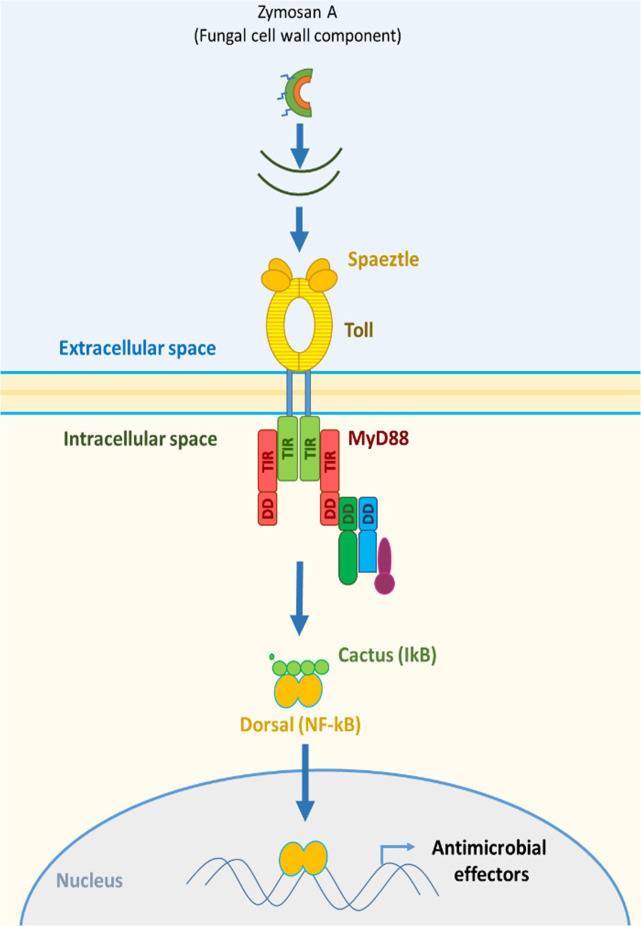 Zymosan A
(Fungal cell wall component)
Spaeztle
Toll
Extracellular space
Intracellular space
MyD88
TIR
TIR
TIR
TIR
DD
DD
DD
DD
Cactus (IkB)
Dorsal (NF-kB)
Antimicrobial
effectors
Nucleus